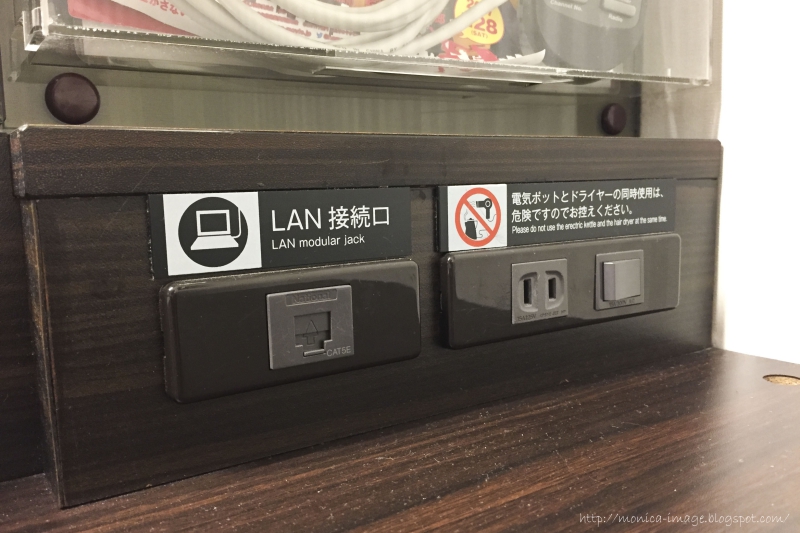 28
(SAT)
LAN 接続口
LAN modular jack
電気ポットとドライヤーの同時使用は、
危険ですのでお控えください。
Please do not use the erectric kettle and the hair dryer at the same time.
CAT5E
http://monica-image.blogspot.com/